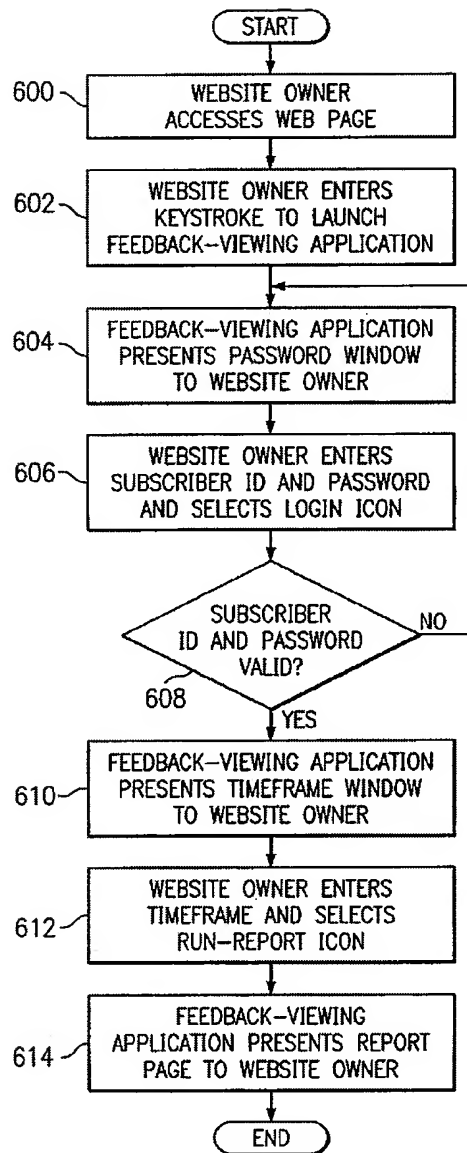 START
600
WEBSITE OWNER
ACCESSES WEB PAGE
602
WEBSITE OWNER ENTERS
KEYSTROKE TO LAUNCH
FEEDBACK-VIEWING APPLICATION
604
FEEDBACK-VIEWING APPLICATION
PRESENTS PASSWORD WINDOW
TO WEBSITE OWNER
606
WEBSITE OWNER ENTERS
SUBSCRIBER ID AND PASSWORD
AND SELECTS LOGIN ICON
SUBSCRIBER
ID AND PASSWORD
VALID?
NO
608
YES
610
FEEDBACK-VIEWING APPLICATION
PRESENTS TIMEFRAME WINDOW
TO WEBSITE OWNER
612
WEBSITE OWNER ENTERS
TIMEFRAME AND SELECTS
RUN-REPORT ICON
614
FEEDBACK-VIEWING
APPLICATION PRESENTS REPORT
PAGE TO WEBSITE OWNER
END